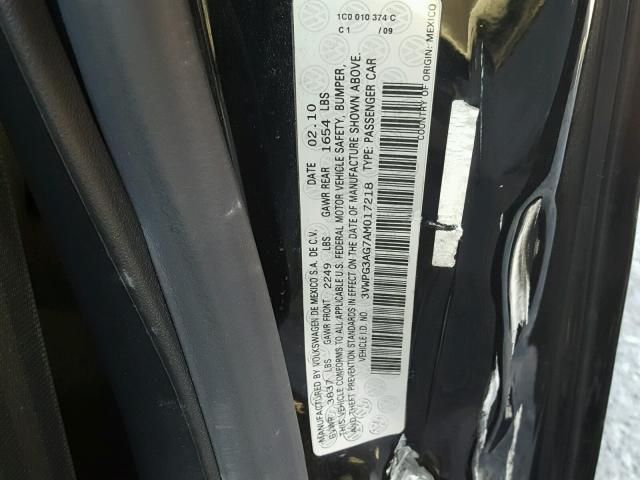 MANUFACTURED BY VOLKSWAGEN DE MEXICO S.A. DE C.V. DATE 02.10
GVWR 3837 LBS GAWR FRONT 2249 LBS GAWR REAR 1654 LBS
THIS VEHICLE CONFORMS TO ALL APPLICABLE U.S. FEDERAL MOTOR VEHICLE SAFETY, BUMPER,
AND THEFT PREVENTION STANDARDS IN EFFECT ON THE DATE OF MANUFACTURE SHOWN ABOVE.
VEHICLE I.D. NO. 3VWPG3AG7AM017218 TYPE: PASSENGER CAR
COUNTRY OF ORIGIN: MEXICO
1C0 010 374 C
C 1 / 09